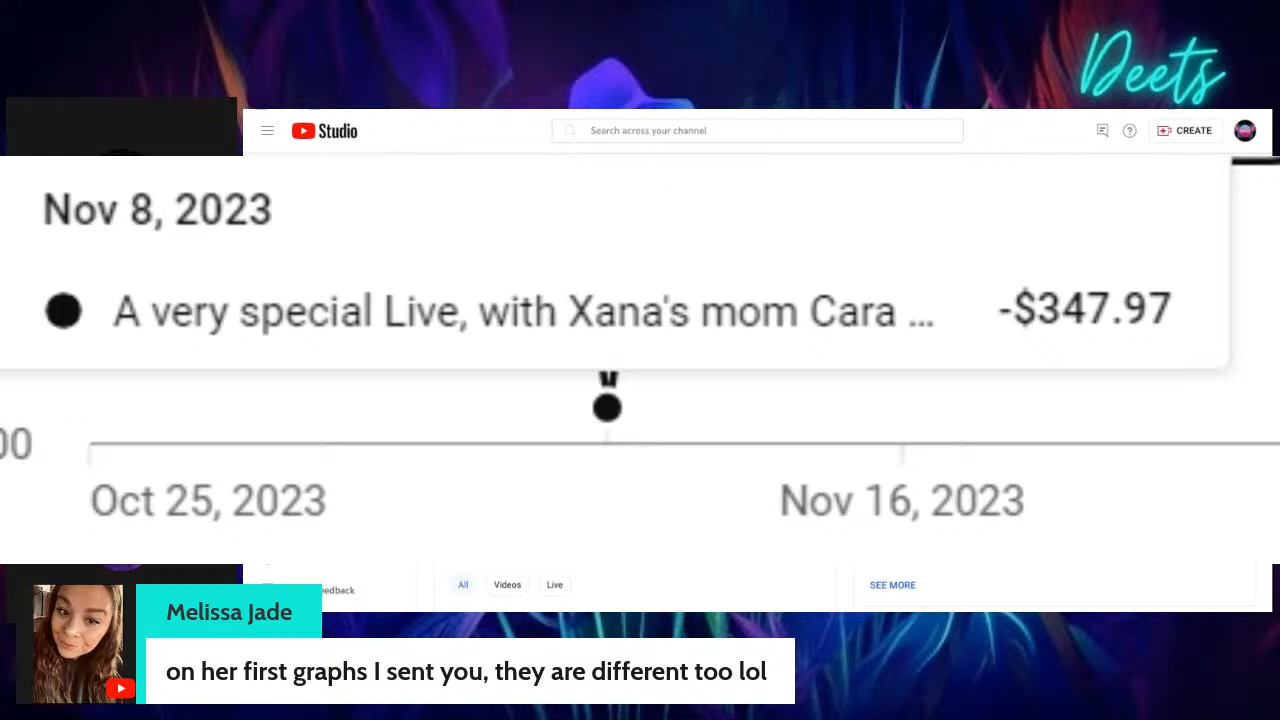 Deets
Studio
Search across your channel
CREATE
Nov 8, 2023
A very special Live, with Xana's mom Cara ...
-$347.97
00
Oct 25, 2023
Nov 16, 2023
eedback
All
Videos
Live
SEE MORE
Melissa Jade
on her first graphs I sent you, they are different too lol